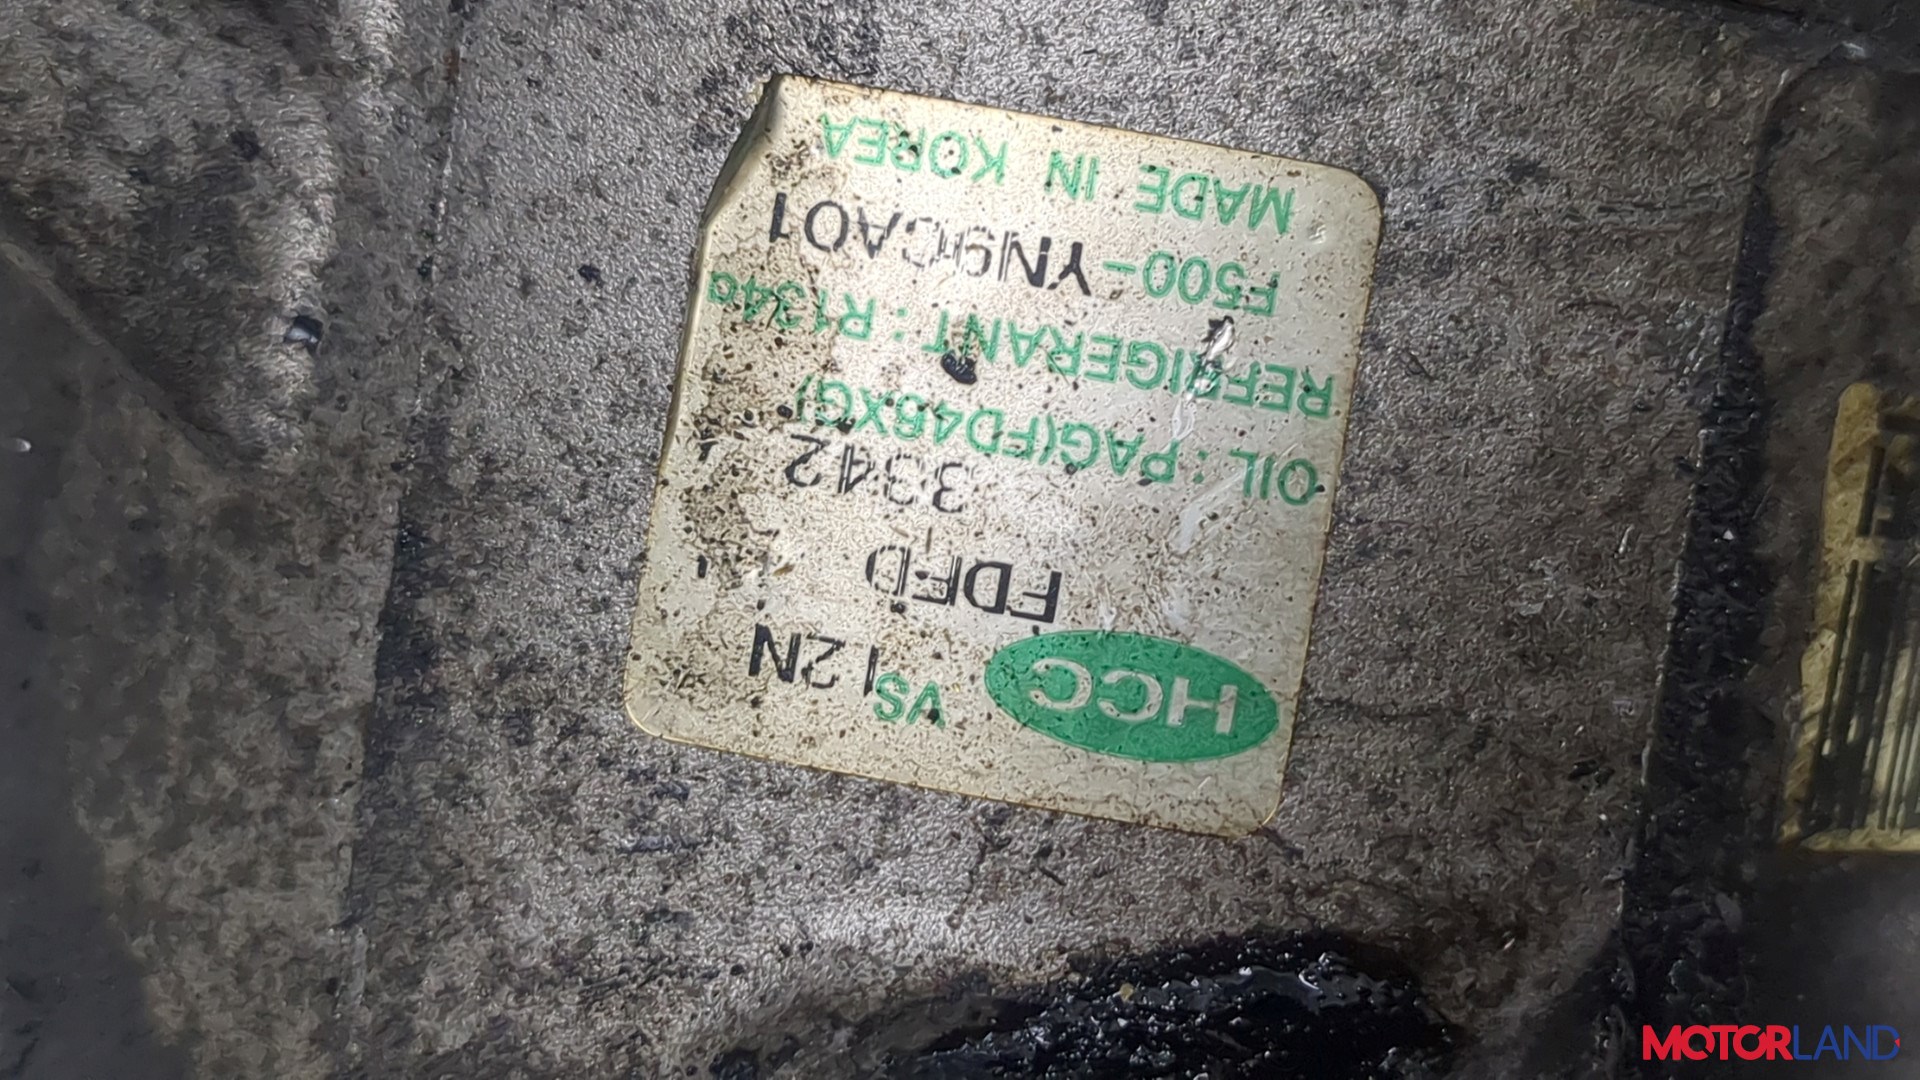 HCC VS12N
FDFD
3342
OIL : PAG(FD46XG)
REFRIGERANT : R134a
F500-YN9CA01
MADE IN KOREA
MOTORLAND